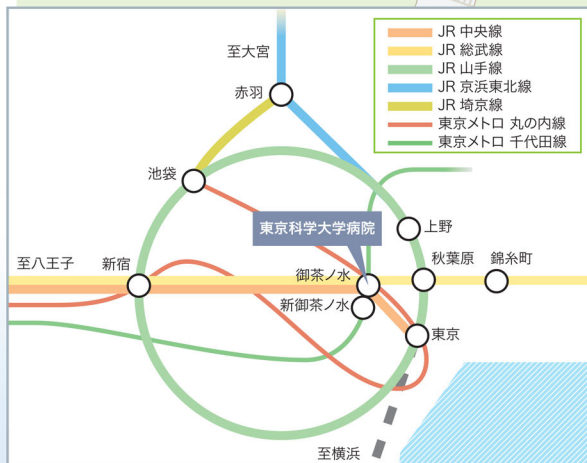 JR 中央線
JR 総武線
JR 山手線
JR 京浜東北線
JR 埼京線
東京メトロ 丸の内線
東京メトロ 千代田線
至大宮
赤羽
池袋
東京科学大学病院
上野
至八王子
新宿
御茶ノ水
秋葉原
錦糸町
新御茶ノ水
東京
至横浜